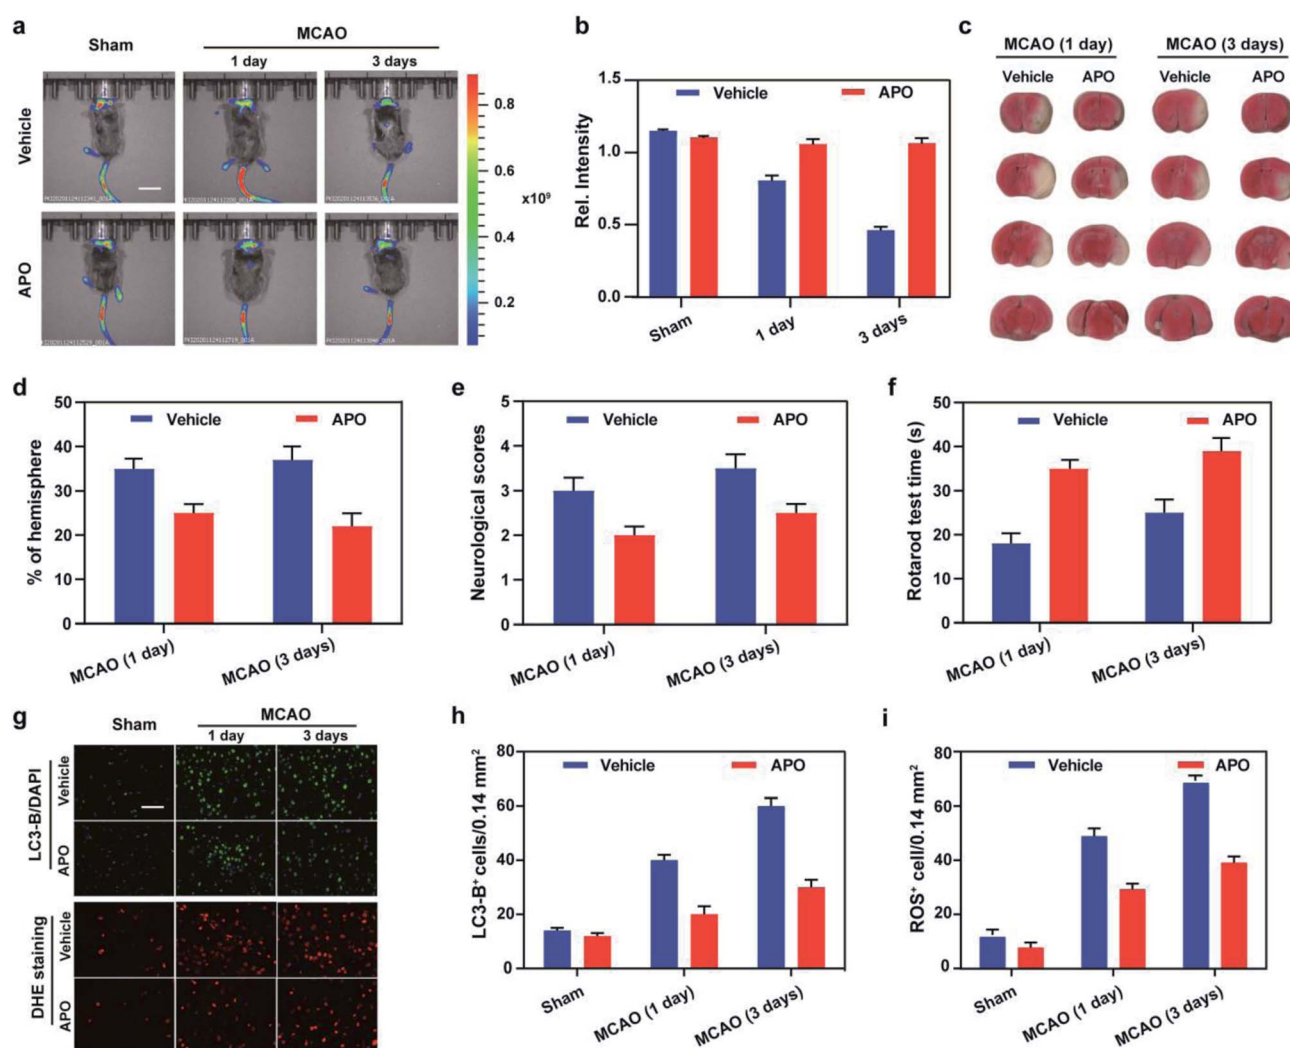 a
Sham
MCAO
1 day
3 days
Vehicle
APO
0.8
0.6
x10⁹
0.4
0.2
b
Vehicle
APO
Rel. Intensity
1.5
1.0
0.5
0.0
Sham
1 day
3 days
c
MCAO (1 day)
MCAO (3 days)
Vehicle
APO
Vehicle
APO
d
Vehicle
APO
% of hemisphere
50
40
30
20
10
0
MCAO (1 day)
MCAO (3 days)
e
Vehicle
APO
Neurological scores
5
4
3
2
1
0
MCAO (1 day)
MCAO (3 days)
f
Vehicle
APO
Rotarod test time (s)
50
40
30
20
10
0
MCAO (1 day)
MCAO (3 days)
g
Sham
MCAO
1 day
3 days
LC3-B/DAPI
Vehicle
APO
DHE staining
Vehicle
APO
h
Vehicle
APO
LC3-B⁺ cells/0.14 mm²
80
60
40
20
0
Sham
MCAO (1 day)
MCAO (3 days)
i
Vehicle
APO
ROS⁺ cell/0.14 mm²
80
60
40
20
0
Sham
MCAO (1 day)
MCAO (3 days)